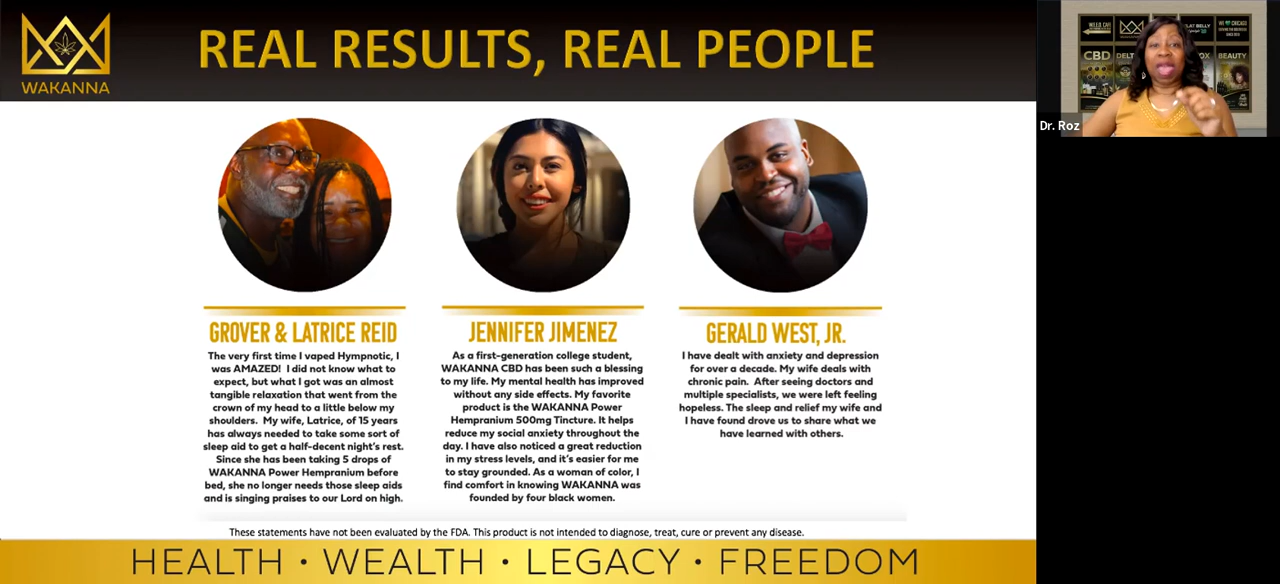 WAKANNA
REAL RESULTS, REAL PEOPLE
GROVER & LATRICE REID
The very first time I vaped Hympnotic, I
was AMAZED! I did not know what to
expect, but what I got was an almost
tangible relaxation that went from the
crown of my head to a little below my
shoulders. My wife, Latrice, of 15 years
has always needed to take some sort of
sleep aid to get a half-decent night's rest.
Since she has been taking 5 drops of
WAKANNA Power Hempranium before
bed, she no longer needs those sleep aids
and is singing praises to our Lord on high.
JENNIFER JIMENEZ
As a first-generation college student,
WAKANNA CBD has been such a blessing
to my life. My mental health has improved
without any side effects. My favorite
product is the WAKANNA Power
Hempranium 500mg Tincture. It helps
reduce my social anxiety throughout the
day. I have also noticed a great reduction
in my stress levels, and it's easier for me
to stay grounded. As a woman of color, I
find comfort in knowing WAKANNA was
founded by four black women.
GERALD WEST, JR.
I have dealt with anxiety and depression
for over a decade. My wife deals with
chronic pain. After seeing doctors and
multiple specialists, we were left feeling
hopeless. The sleep and relief my wife and
I have found drove us to share what we
have learned with others.
These statements have not been evaluated by the FDA. This product is not intended to diagnose, treat, cure or prevent any disease.
HEALTH • WEALTH • LEGACY • FREEDOM
CBD
BEAUTY
Dr. Roz